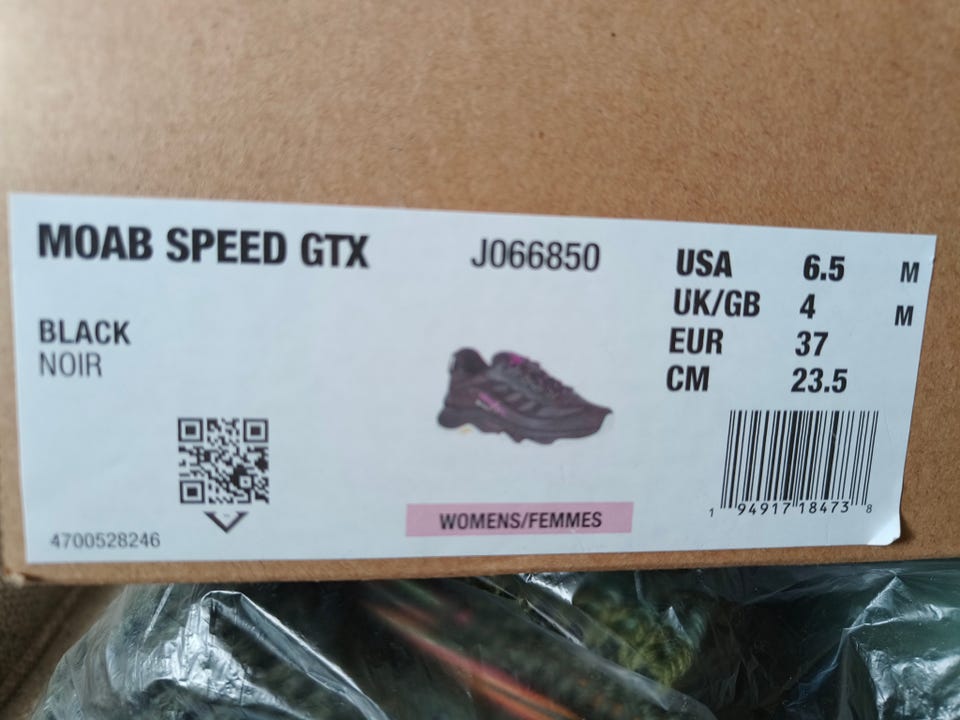 MOAB SPEED GTX
J066850
BLACK
NOIR
USA 6.5 M
UK/GB 4 M
EUR 37
CM 23.5
4700528246
WOMENS/FEMMES
1 94917 18473 8